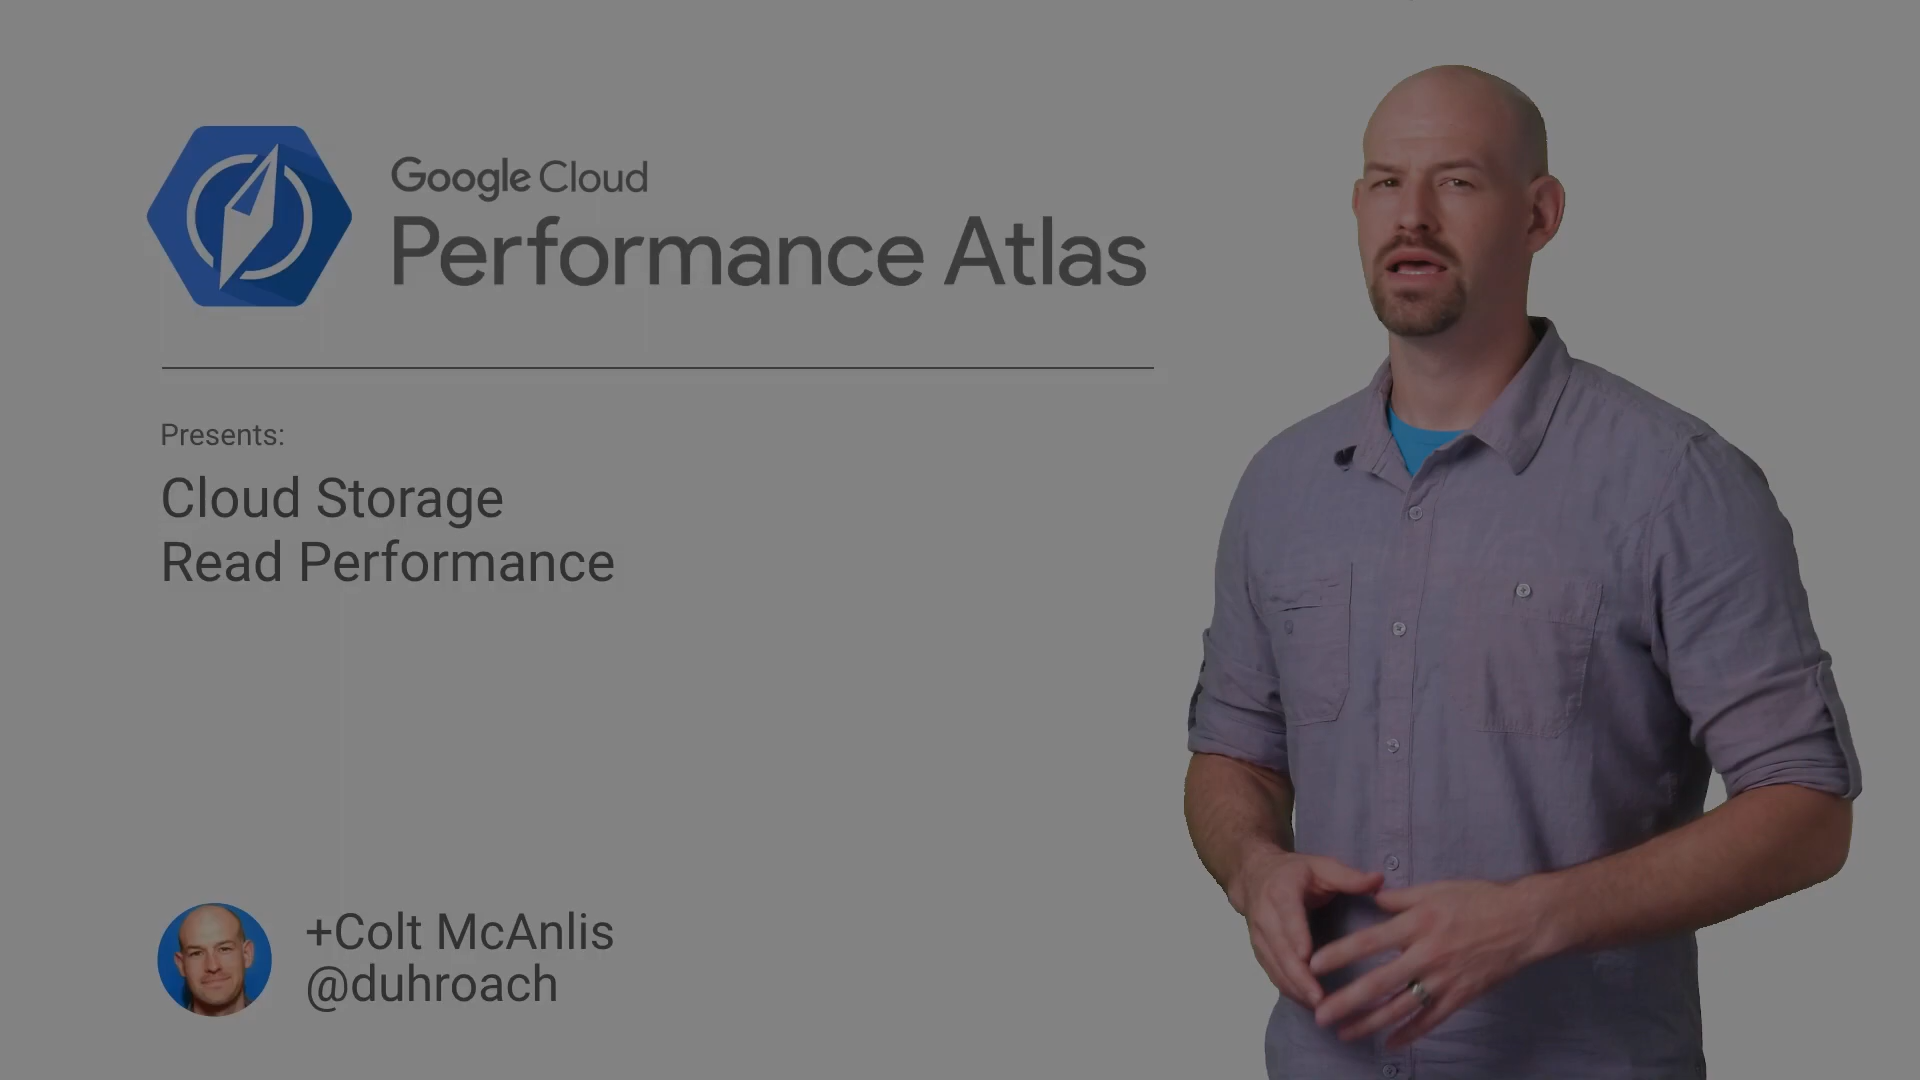 Google Cloud
Performance Atlas
Presents:
Cloud Storage
Read Performance
+Colt McAnlis
@duhroach